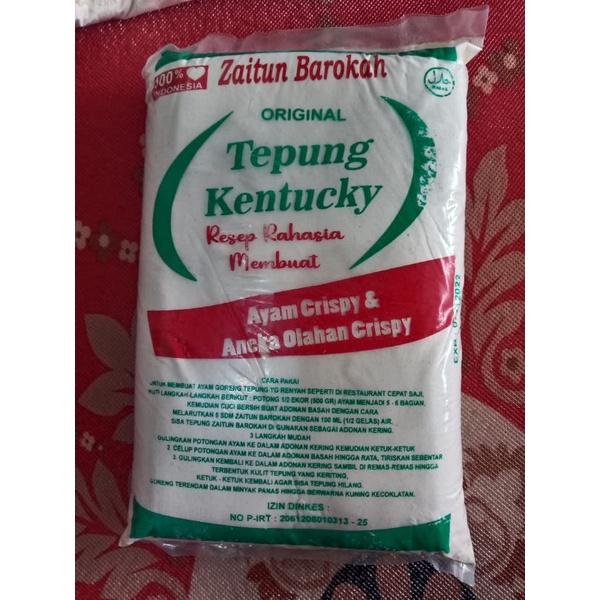 100%
INDONESIA
Zaitun Barokah
ORIGINAL
Tepung
Kentucky
Resep Rahasia
Membuat
Ayam Crispy &
Aneka Olahan Crispy
CARA PAKAI
UNTUK MEMBUAT AYAM GORENG TEPUNG YG RENYAH SEPERTI DI RESTAURANT CEPAT SAJI,
LANGKAH-LANGKAH BERIKUT : POTONG 1/2 EKOR (500 GR) AYAM MENJADI 5 - 6 BAGIAN,
KEMUDIAN CUCI BERSIH BUAT ADONAN BASAH DENGAN CARA
MELARUTKAN 5 SDM ZAITUN BAROKAH DENGAN 100 ML (1/2 GELAS) AIR.
SISA TEPUNG ZAITUN BAROKAH DI GUNAKAN SEBAGAI ADONAN KERING.
3 LANGKAH MUDAH
GULINGKAN POTONGAN AYAM KE DALAM ADONAN KERING KEMUDIAN KETUK-KETUK
2. CELUP POTONGAN AYAM KE DALAM ADONAN BASAH HINGGA RATA, TIRISKAN SEBENTAR
3. GULINGKAN KEMBALI KE DALAM ADONAN KERING SAMBIL DI REMAS-REMAS HINGGA
TERBENTUK KULIT TEPUNG YANG KERITING,
KETUK - KETUK KEMBALI AGAR SISA TEPUNG HILANG.
GORENG TERENDAM DALAM MINYAK PANAS HINGGA BERWARNA KUNING KECOKLATAN.
IZIN DINKES :
NO P-IRT : 2061206010313 - 25
EXP
2022
حلال